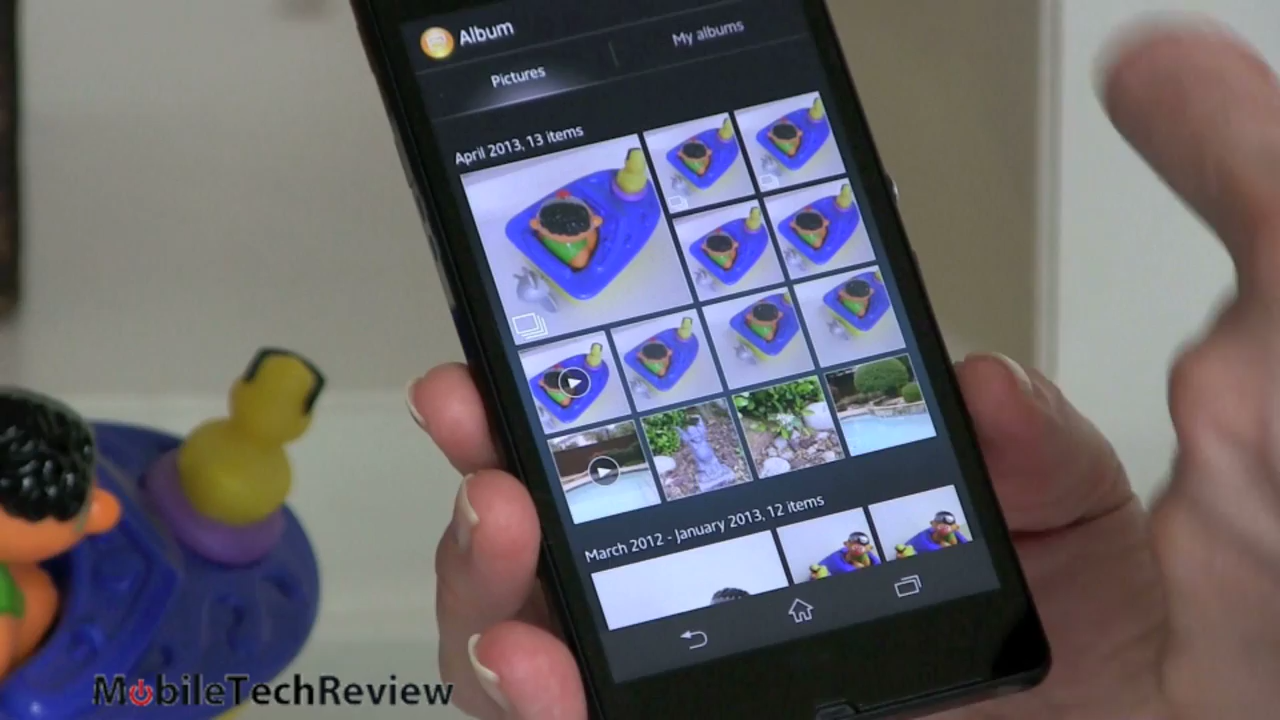 Album
Pictures
My albums
April 2013, 13 items
March 2012 - January 2013, 12 items
MobileTechReview